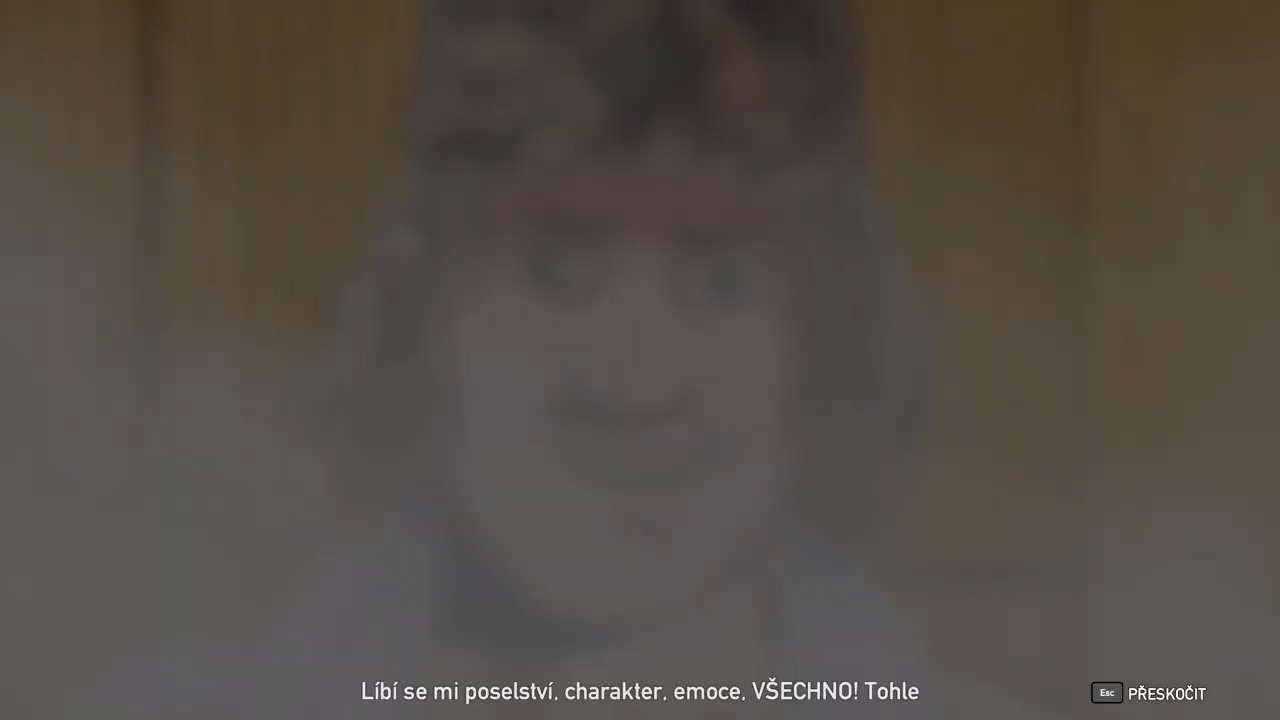 Líbí se mi poselství, charakter, emoce, VŠECHNO! Tohle
Esc PŘESKOČIT